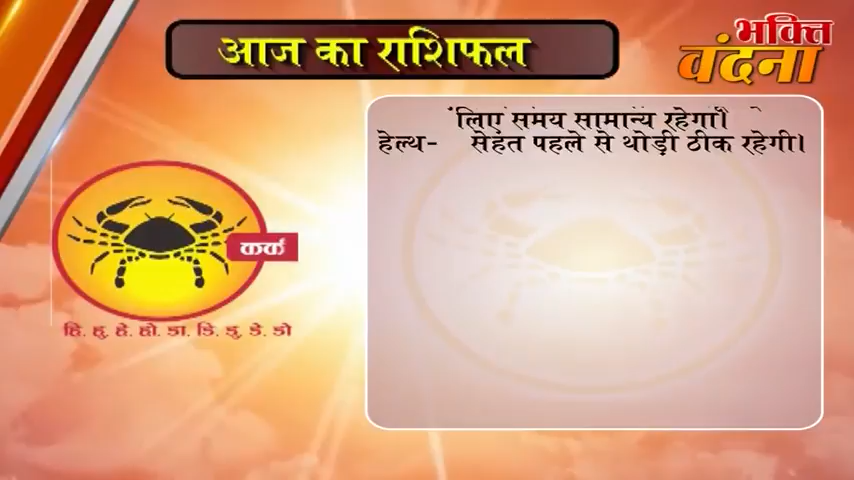 आज का राशिफल
भक्ति
वंदना
लिए समय सामान्य रहेगा।
हेल्थ- सेहत पहले से थोड़ी ठीक रहेगी।
कर्क
हि. हु. हे. हो. डा. डि. डु. डे. डो